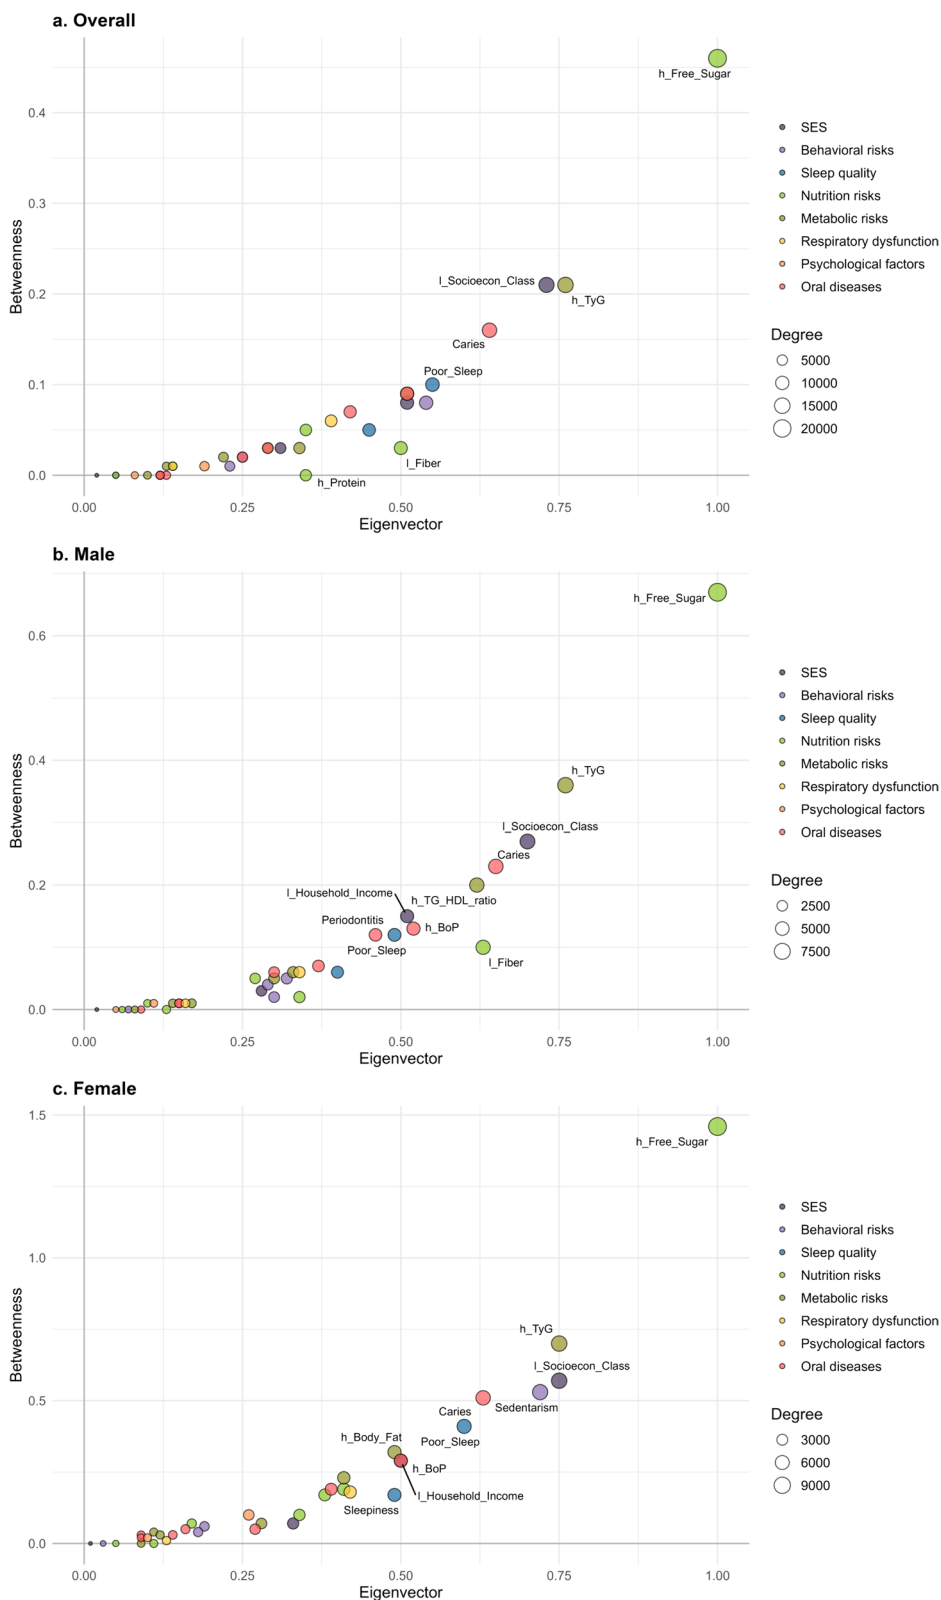 a. Overall
h_Free_Sugar
0.4
SES
Behavioral risks
Sleep quality
Nutrition risks
Metabolic risks
Respiratory dysfunction
Psychological factors
Oral diseases
0.3
Betweenness
l_Socioecon_Class
0.2
h_TyG
Caries
Degree
5000
10000
15000
20000
Poor_Sleep
0.1
l_Fiber
0.0
h_Protein
0.00
0.25
0.50
0.75
1.00
Eigenvector
b. Male
h_Free_Sugar
0.6
SES
Behavioral risks
Sleep quality
Nutrition risks
Metabolic risks
Respiratory dysfunction
Psychological factors
Oral diseases
h_TyG
0.4
Betweenness
l_Socioecon_Class
Caries
0.2
l_Household_Income
h_TG_HDL_ratio
Periodontitis
h_BoP
Poor_Sleep
l_Fiber
Degree
2500
5000
7500
0.0
0.00
0.25
0.50
0.75
1.00
Eigenvector
c. Female
1.5
h_Free_Sugar
SES
Behavioral risks
Sleep quality
Nutrition risks
Metabolic risks
Respiratory dysfunction
Psychological factors
Oral diseases
1.0
Betweenness
h_TyG
l_Socioecon_Class
0.5
Sedentarism
Caries
Poor_Sleep
h_Body_Fat
h_BoP
l_Household_Income
Sleepiness
Degree
3000
6000
9000
0.0
0.00
0.25
0.50
0.75
1.00
Eigenvector